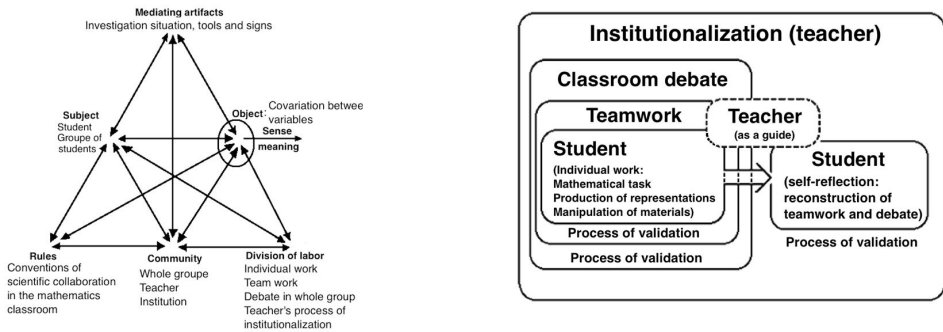 Mediating artifacts
Investigation situation, tools and signs
Subject
Student
Groupe of
students
Object: Covariation betwee
variables
Sense
meaning
Rules
Conventions of
scientific collaboration
in the mathematics
classroom
Community
Whole groupe
Teacher
Institution
Division of labor
Individual work
Team work
Debate in whole group
Teacher's process of
institutionalization
Institutionalization (teacher)
Classroom debate
Teamwork
Teacher
(as a guide)
Student
(Individual work:
Mathematical task
Production of representations
Manipulation of materials)
Process of validation
Process of validation
Student
(self-reflection:
reconstruction of
teamwork and debate)
Process of validation